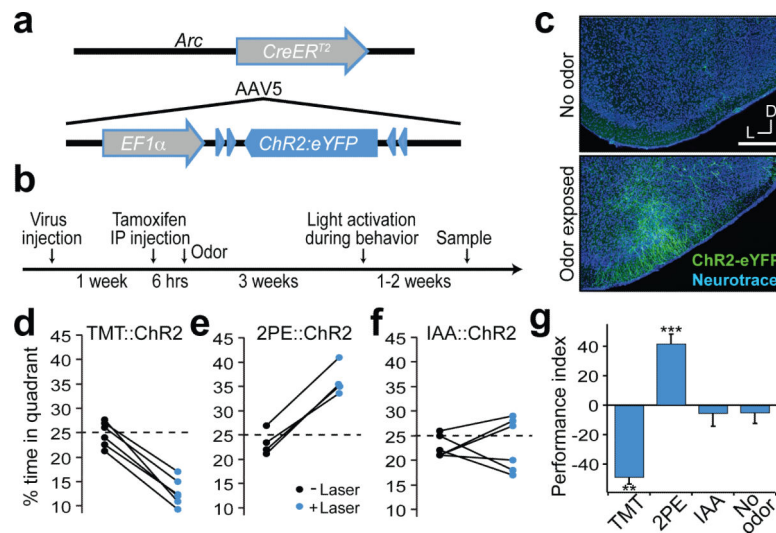 a
Arc
CreER^T2
AAV5
EF1α
ChR2:eYFP
b
Virus injection
Tamoxifen IP injection
Odor
Light activation during behavior
Sample
1 week
6 hrs
3 weeks
1-2 weeks
c
No odor
D
L
Odor exposed
ChR2-eYFP
Neurotrace
d
TMT::ChR2
% time in quadrant
45
40
35
30
25
20
15
10
e
2PE::ChR2
45
40
35
30
25
20
15
10
- Laser
+ Laser
f
IAA::ChR2
45
40
35
30
25
20
15
10
g
Performance index
40
20
0
-20
-40
***
**
TMT
2PE
IAA
No odor